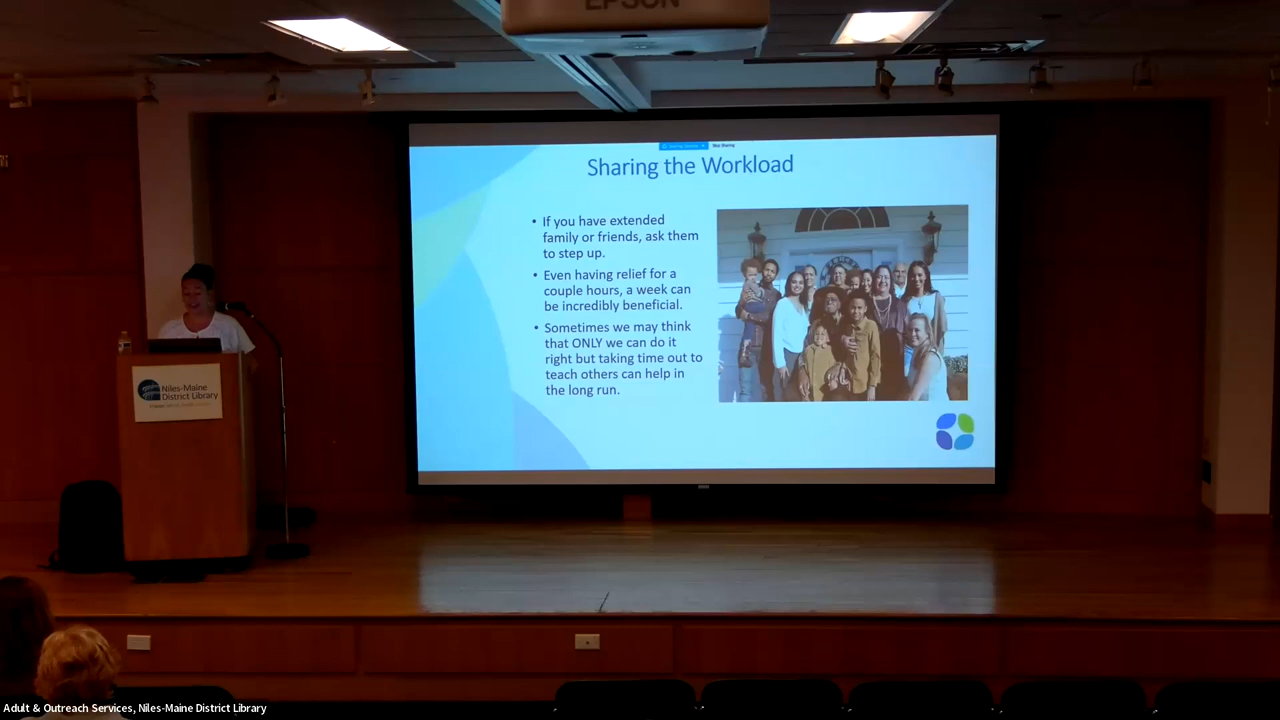 EPSON
Sharing the Workload
• If you have extended
family or friends, ask them
to step up.
• Even having relief for a
couple hours, a week can
be incredibly beneficial.
• Sometimes we may think
that ONLY we can do it
right but taking time out to
teach others can help in
the long run.
Niles-Maine
District Library
Adult & Outreach Services, Niles-Maine District Library